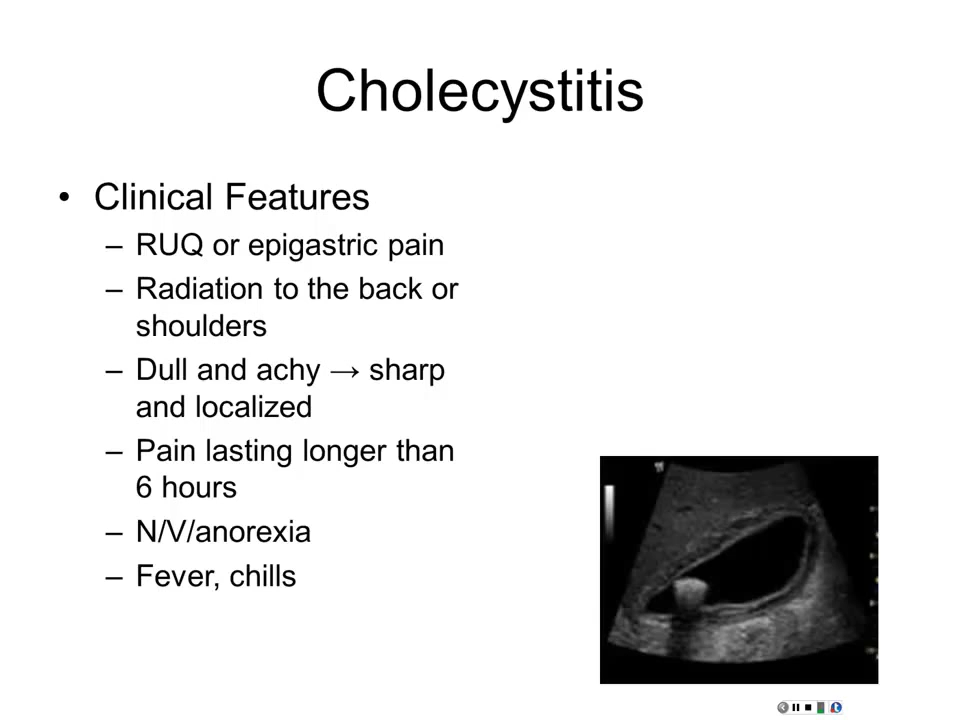 Cholecystitis
• Clinical Features
– RUQ or epigastric pain
– Radiation to the back or
shoulders
– Dull and achy → sharp
and localized
– Pain lasting longer than
6 hours
– N/V/anorexia
– Fever, chills